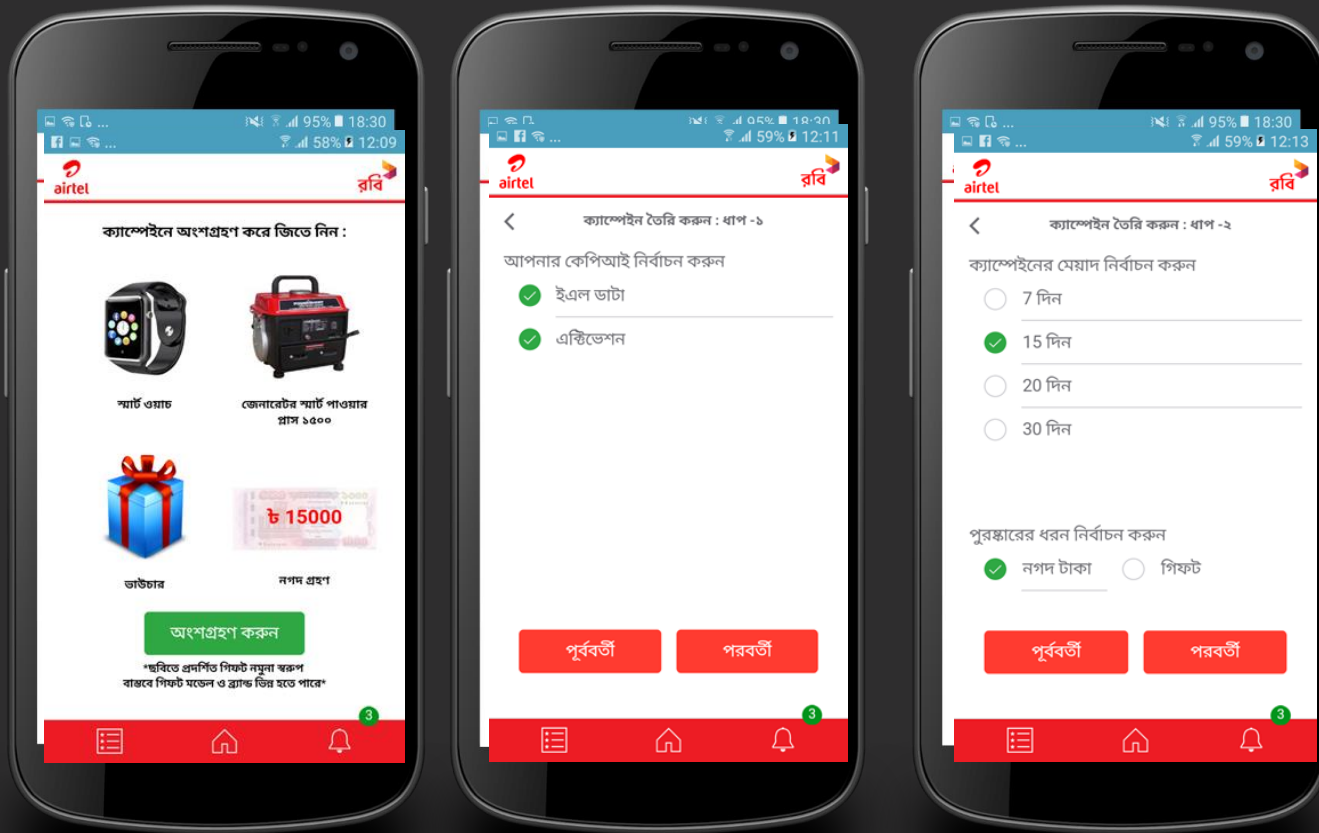 95% 18:30
58% 12:09
airtel
রবি
ক্যাম্পেইনে অংশগ্রহণ করে জিতে নিন :
স্মার্ট ওয়াচ
জেনারেটর স্মার্ট পাওয়ার
প্লাস ১৫০০
৳ 15000
ভাউচার
নগদ গ্রহণ
অংশগ্রহণ করুন
*ছবিতে প্রদর্শিত গিফট নমুনা স্বরুপ
বাস্তবে গিফট মডেল ও ব্র্যান্ড ভিন্ন হতে পারে*
3
95% 18:30
59% 12:11
airtel
রবি
ক্যাম্পেইন তৈরি করুন : ধাপ -১
আপনার কেপিআই নির্বাচন করুন
ইএল ডাটা
এক্টিভেশন
পূর্ববর্তী
পরবর্তী
3
95% 18:30
59% 12:13
airtel
রবি
ক্যাম্পেইন তৈরি করুন : ধাপ -২
ক্যাম্পেইনের মেয়াদ নির্বাচন করুন
7 দিন
15 দিন
20 দিন
30 দিন
পুরষ্কারের ধরন নির্বাচন করুন
নগদ টাকা
গিফট
পূর্ববর্তী
পরবর্তী
3